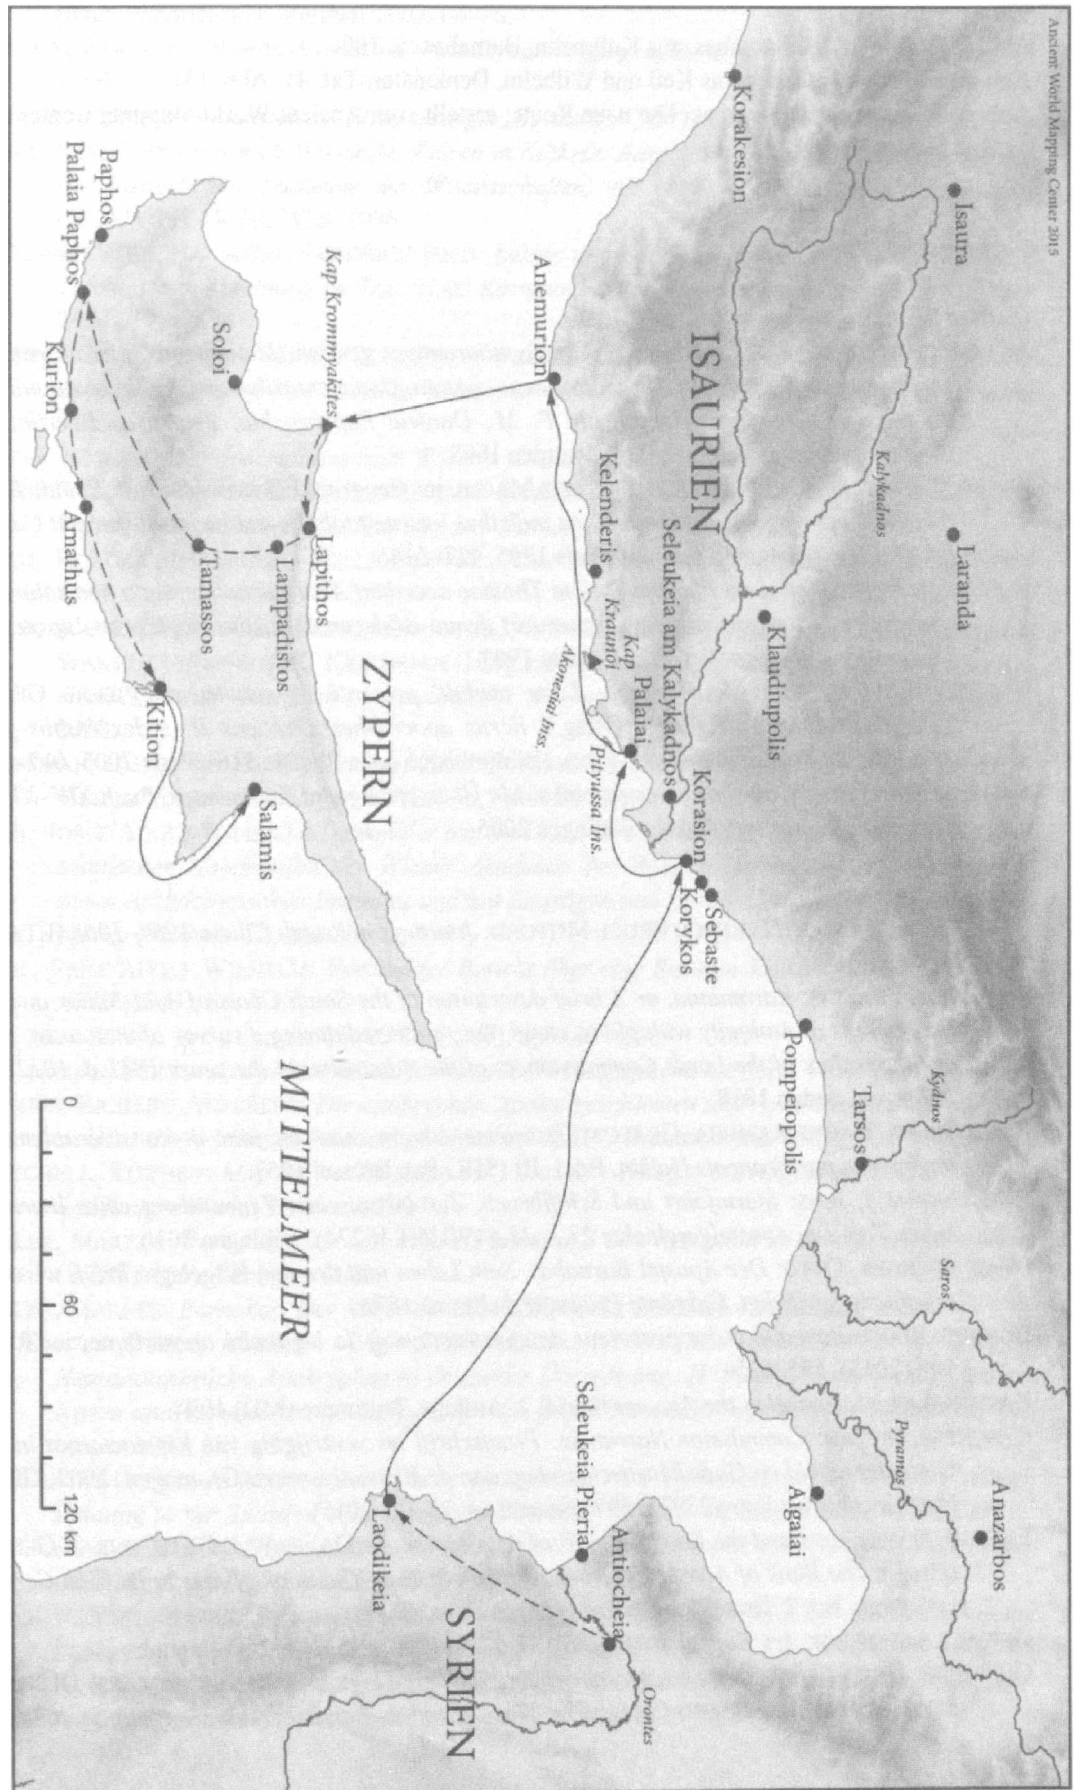 Ancient World Mapping Center 2015
Isaura
Laranda
Anazarbos
Kydnos
Saros
Pyramos
Kalykadnos
Tarsos
Aigaiai
Pompeiopolis
Klaudiupolis
Korakesion
ISAURIEN
Sebaste
Korasion
Korykos
Seleukeia am Kalykadnos
Palaiai
Kap
Kraunoi
Orontes
Antiocheia
Kelenderis
Pityussa Ins.
Akonesiai Inss.
Seleukeia Pieria
Anemurion
SYRIEN
Laodikeia
ZYPERN
Kap Krommyakites
Lapithos
MITTELMEER
Lampadistos
Salamis
Soloi
Tamassos
Kition
Paphos
Palaia Paphos
Amathus
Kurion
0 60 120 km